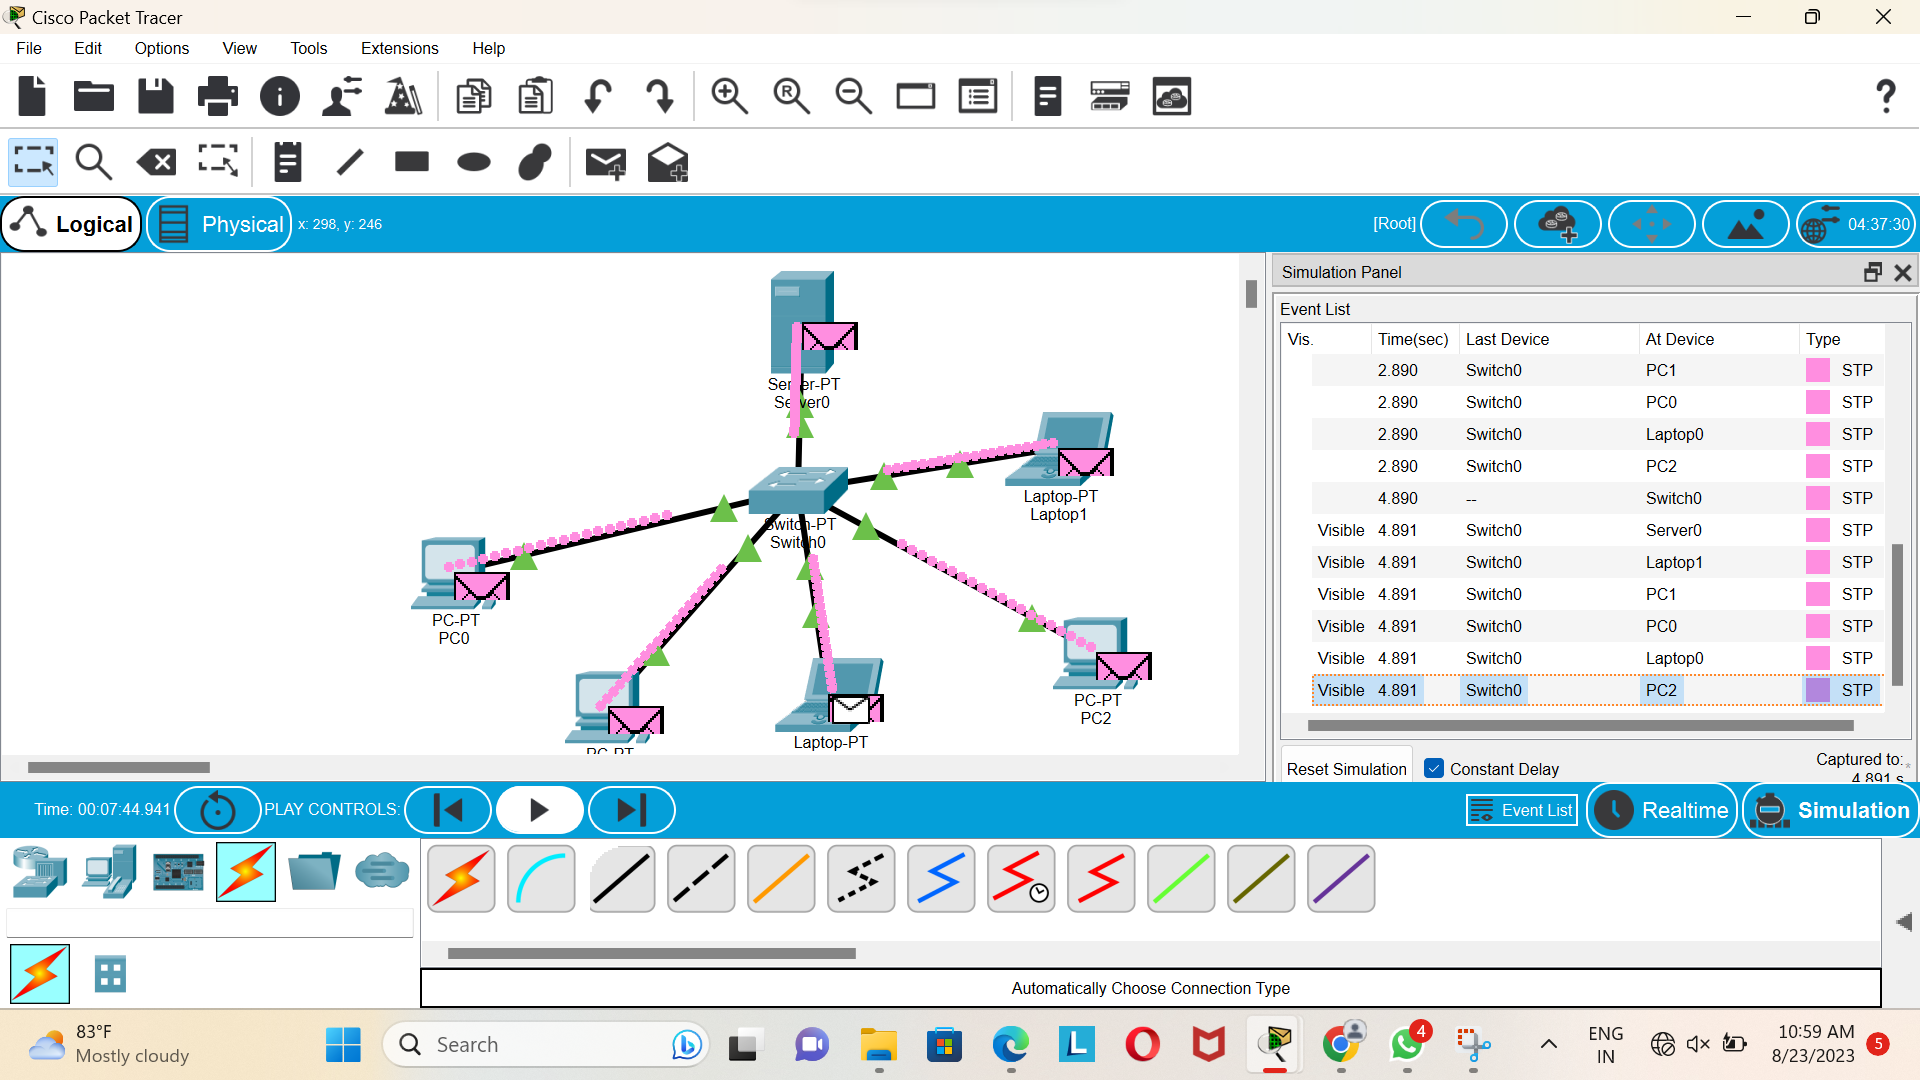 Cisco Packet Tracer
File Edit Options View Tools Extensions Help
Logical Physical x: 298, y: 246 [Root] 04:37:30
Server-PT
Server0
Laptop-PT
Laptop1
Switch-PT
Switch0
PC-PT
PC0
PC-PT
PC2
Laptop-PT
PC-PT
Simulation Panel
Event List
Vis. Time(sec) Last Device At Device Type
2.890 Switch0 PC1 STP
2.890 Switch0 PC0 STP
2.890 Switch0 Laptop0 STP
2.890 Switch0 PC2 STP
4.890 -- Switch0 STP
Visible 4.891 Switch0 Server0 STP
Visible 4.891 Switch0 Laptop1 STP
Visible 4.891 Switch0 PC1 STP
Visible 4.891 Switch0 PC0 STP
Visible 4.891 Switch0 Laptop0 STP
Visible 4.891 Switch0 PC2 STP
Reset Simulation Constant Delay Captured to:*
4.891 s
Time: 00:07:44.941 PLAY CONTROLS: Event List Realtime Simulation
Automatically Choose Connection Type
83°F
Mostly cloudy
Search
4
ENG
IN
10:59 AM
8/23/2023
5